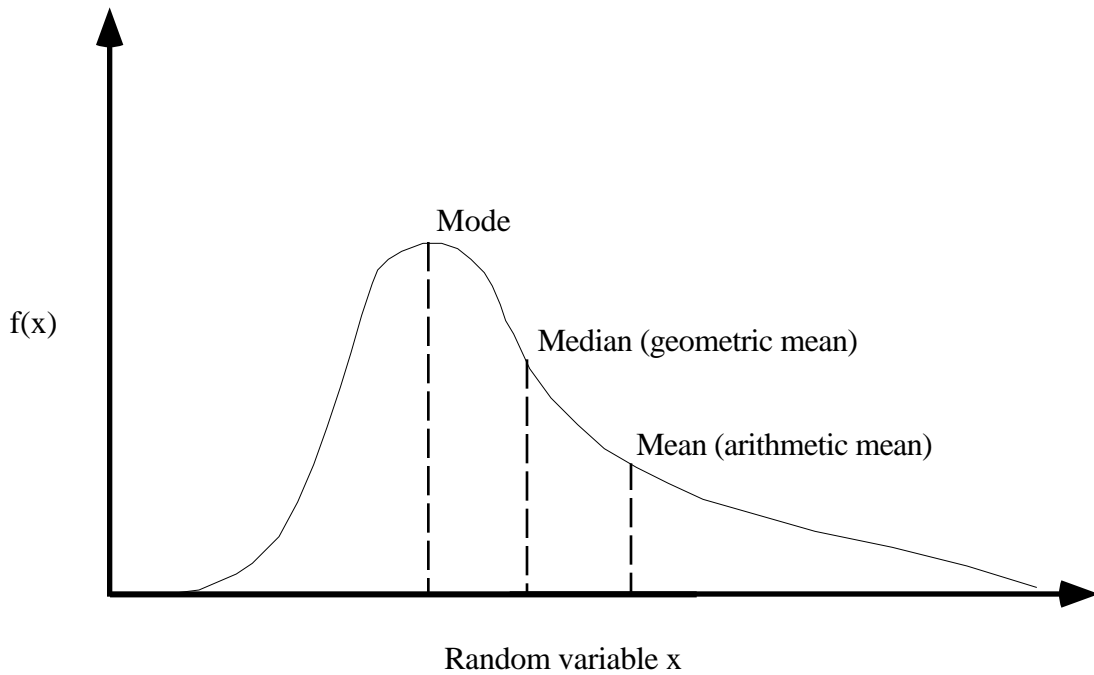 Mode
f(x)
Median (geometric mean)
Mean (arithmetic mean)
Random variable x